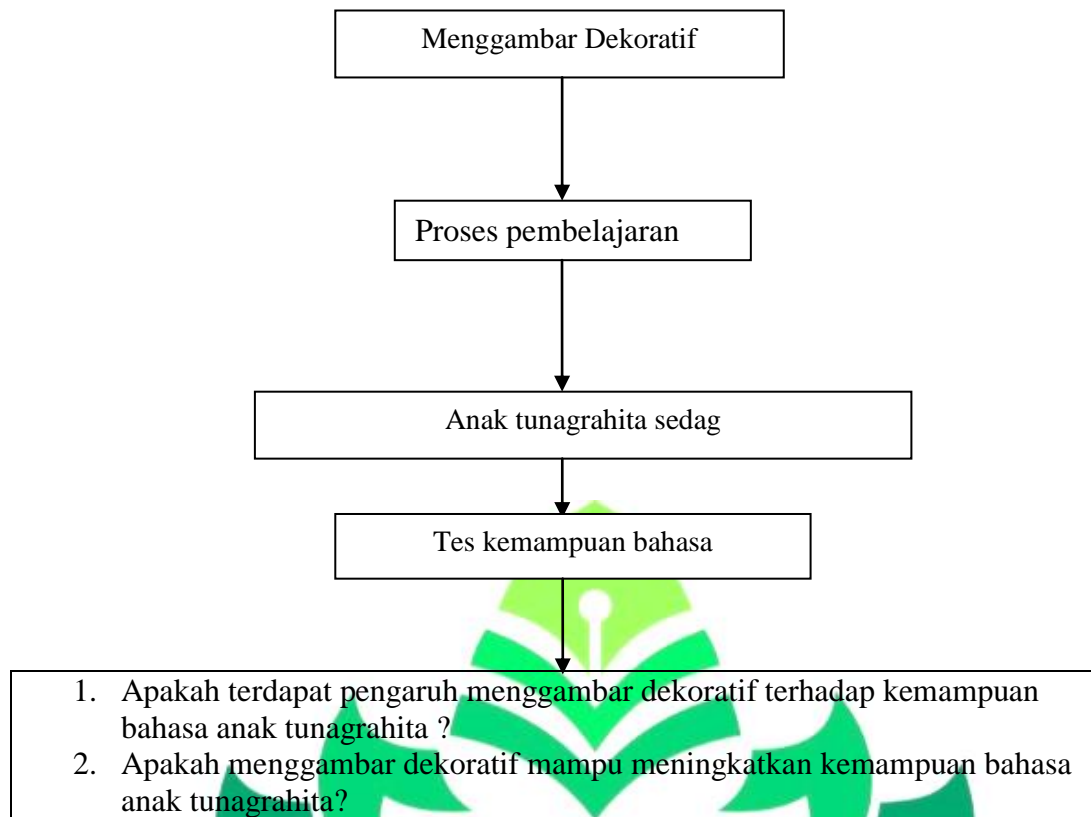 Menggambar Dekoratif
Proses pembelajaran
Anak tunagrahita sedag
Tes kemampuan bahasa
1. Apakah terdapat pengaruh menggambar dekoratif terhadap kemampuan
bahasa anak tunagrahita ?
2. Apakah menggambar dekoratif mampu meningkatkan kemampuan bahasa
anak tunagrahita?